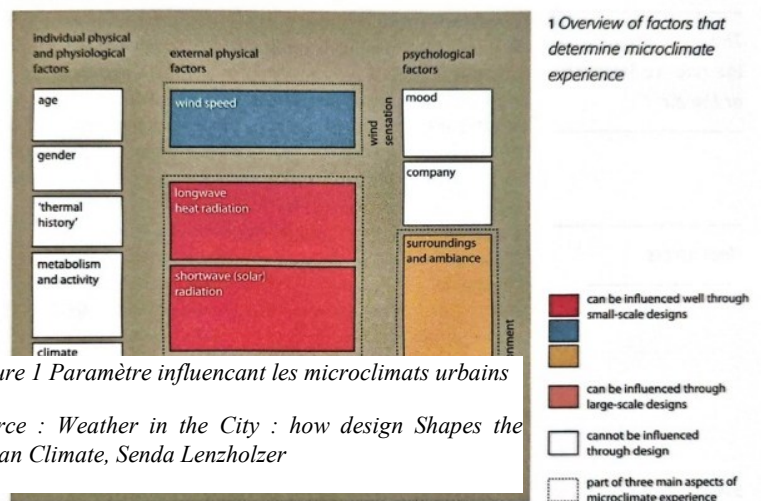 1 Overview of factors that
determine microclimate
experience
individual physical
and physiological
factors
external physical
factors
psychological
factors
age
gender
'thermal
history'
metabolism
and activity
climate
wind speed
wind
sensation
longwave
heat radiation
shortwave (solar)
radiation
mood
company
surroundings
and ambiance
can be influenced well through
small-scale designs
can be influenced through
large-scale designs
cannot be influenced
through design
part of three main aspects of
microclimate experience
ure 1 Paramètre influencant les microclimats urbains
rce : Weather in the City : how design Shapes the
an Climate, Senda Lenzholzer